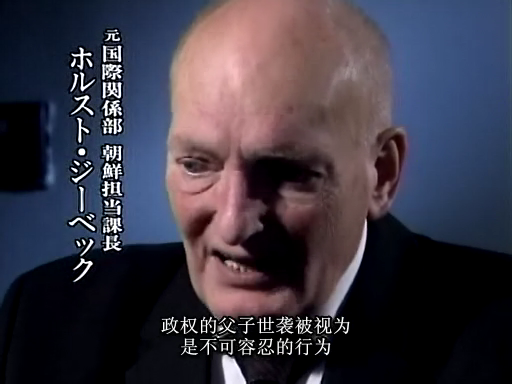 元 国際関係部 朝鮮担当課長
ホルスト・ジーベック
政权的父子世袭被视为
是不可容忍的行为